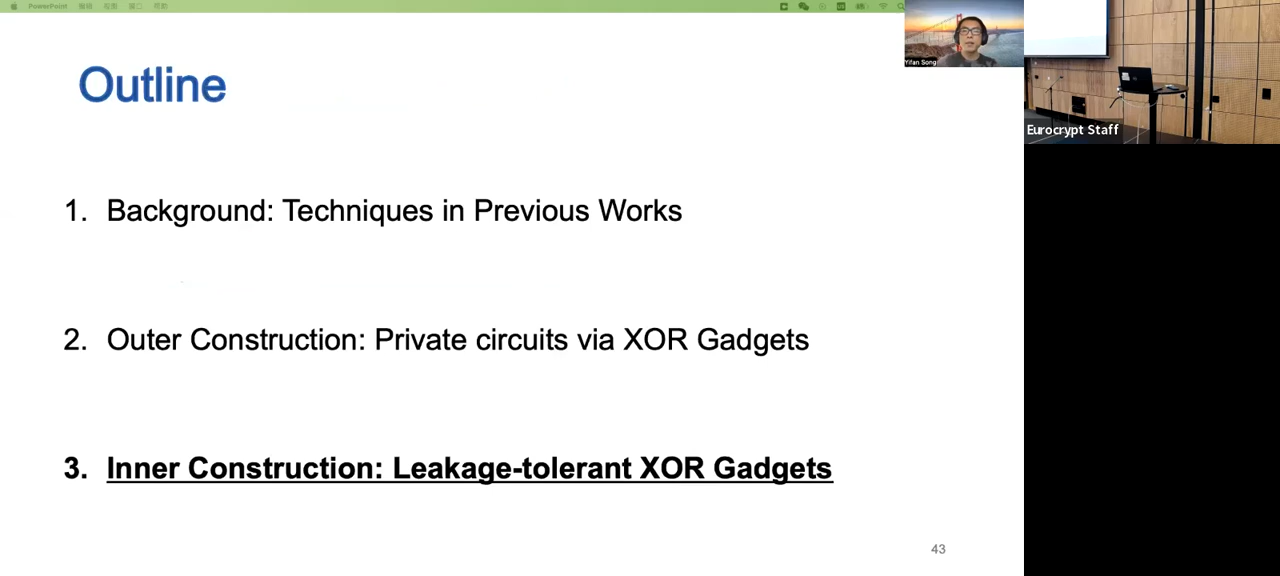 PowerPoint 编辑 视图 窗口 帮助
Yifan Song
Eurocrypt Staff
Outline
1. Background: Techniques in Previous Works
2. Outer Construction: Private circuits via XOR Gadgets
3. Inner Construction: Leakage-tolerant XOR Gadgets
43